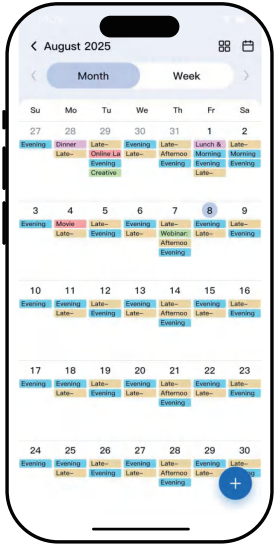 August 2025
Month Week
Su Mo Tu We Th Fr Sa
27 28 29 30 31 1 2
Evening Dinner Late– Evening Late– Lunch & Late–
Late– Online La Late– Afternoo Morning Morning
Evening Evening Evening Evening
Creative Late–
3 4 5 6 7 8 9
Evening Movie Late– Evening Late– Evening Late–
Late– Evening Late– Webinar: Late– Evening
Afternoo
Evening
10 11 12 13 14 15 16
Evening Evening Late– Evening Late– Evening Late–
Late– Evening Late– Afternoo Late– Evening
Evening
17 18 19 20 21 22 23
Evening Evening Late– Evening Late– Evening Late–
Late– Evening Late– Afternoo Late– Evening
Evening
24 25 26 27 28 29 30
Evening Evening Late– Evening Late– Evening Late–
Late– Evening Late– Afternoo Late–
Evening